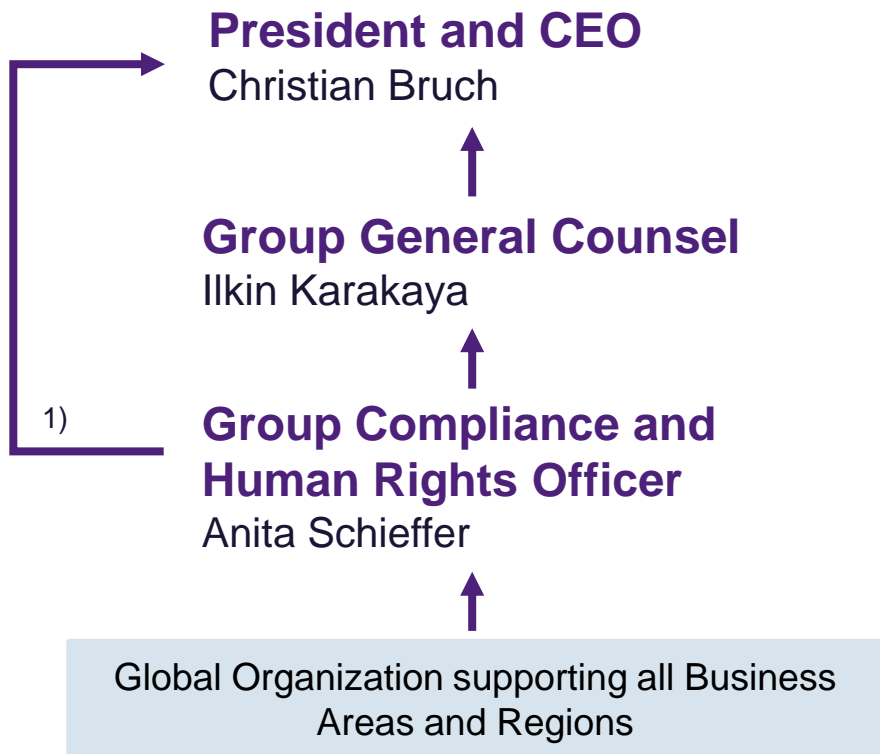 President and CEO
Christian Bruch
Group General Counsel
Ilkin Karakaya
1)
Group Compliance and
Human Rights Officer
Anita Schieffer
Global Organization supporting all Business
Areas and Regions